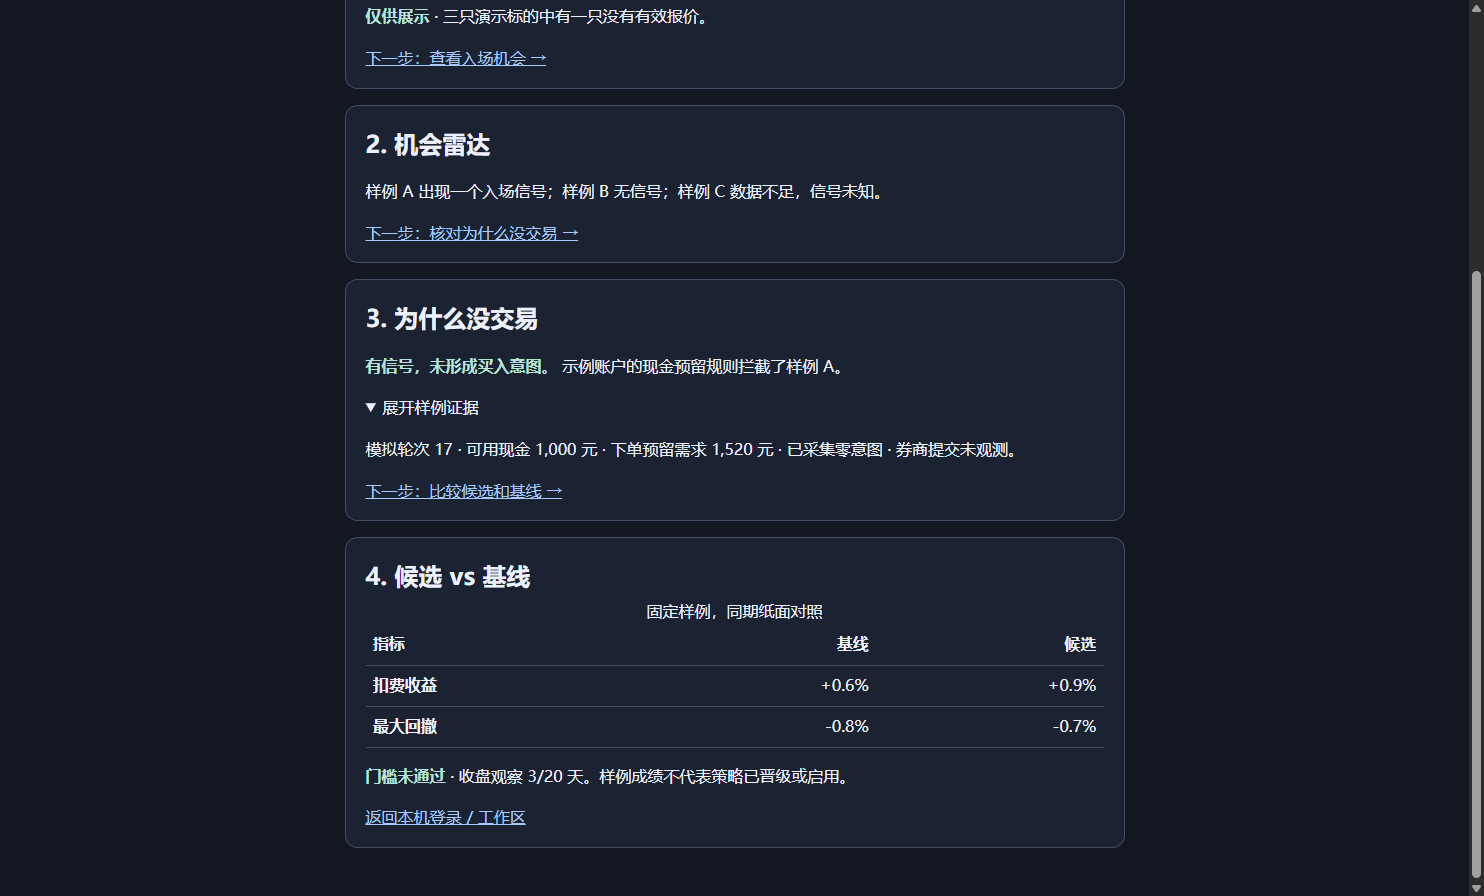 仅供展示 · 三只演示标的中有一只没有有效报价。
下一步：查看入场机会 →
2. 机会雷达
样例 A 出现一个入场信号；样例 B 无信号；样例 C 数据不足，信号未知。
下一步：核对为什么没交易 →
3. 为什么没交易
有信号，未形成买入意图。 示例账户的现金预留规则拦截了样例 A。
▼ 展开样例证据
模拟轮次 17 · 可用现金 1,000 元 · 下单预留需求 1,520 元 · 已采集零意图 · 券商提交未观测。
下一步：比较候选和基线 →
4. 候选 vs 基线
固定样例，同期纸面对照
指标 基线 候选
扣费收益 +0.6% +0.9%
最大回撤 -0.8% -0.7%
门槛未通过 · 收盘观察 3/20 天。样例成绩不代表策略已晋级或启用。
返回本机登录 / 工作区